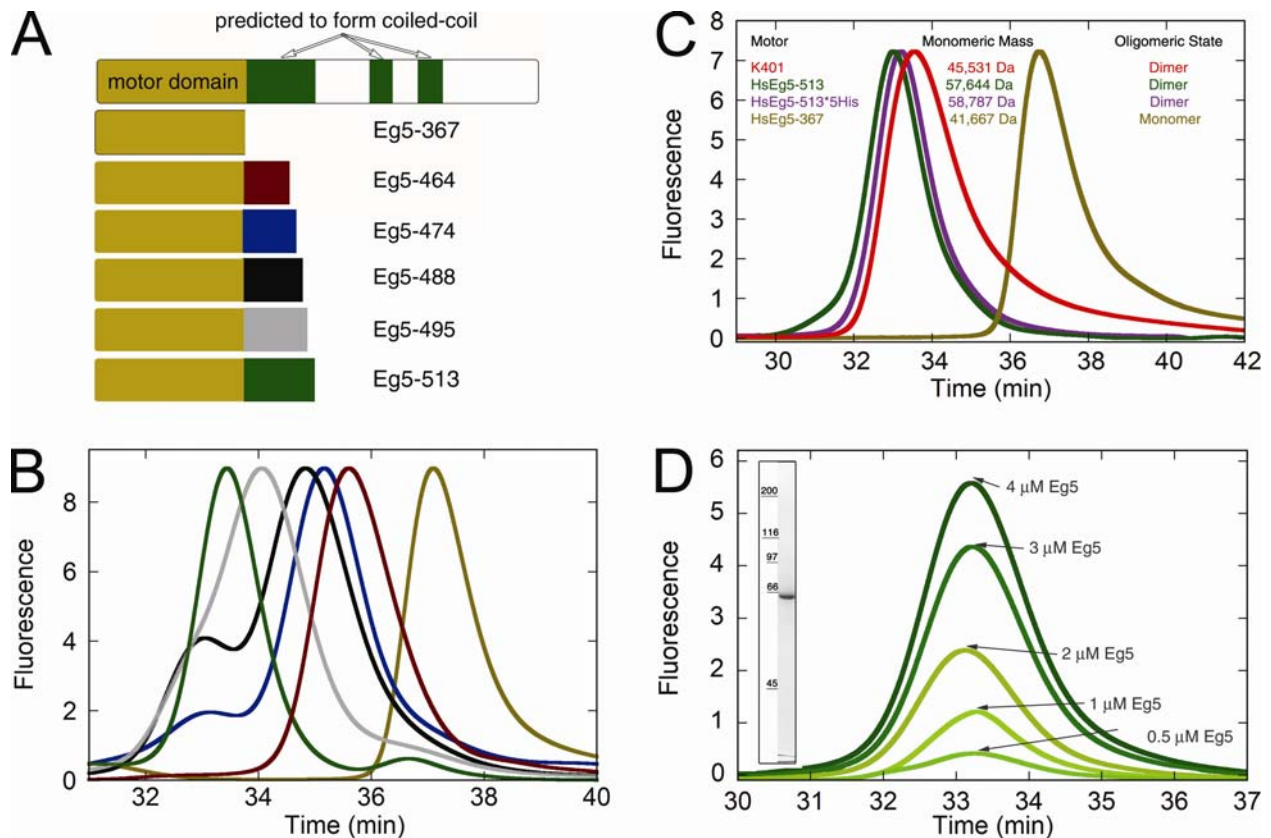 A
predicted to form coiled-coil
motor domain
Eg5-367
Eg5-464
Eg5-474
Eg5-488
Eg5-495
Eg5-513
C
Motor Monomeric Mass Oligomeric State
K401 45,531 Da Dimer
HsEg5-513 57,644 Da Dimer
HsEg5-513*5His 58,787 Da Dimer
HsEg5-367 41,667 Da Monomer
Fluorescence
8
7
6
5
4
3
2
1
0
30 32 34 36 38 40 42
Time (min)
B
Fluorescence
8
6
4
2
0
32 34 36 38 40
Time (min)
D
Fluorescence
6
5
4
3
2
1
0
200
116
97
66
45
4 μM Eg5
3 μM Eg5
2 μM Eg5
1 μM Eg5
0.5 μM Eg5
30 31 32 33 34 35 36 37
Time (min)